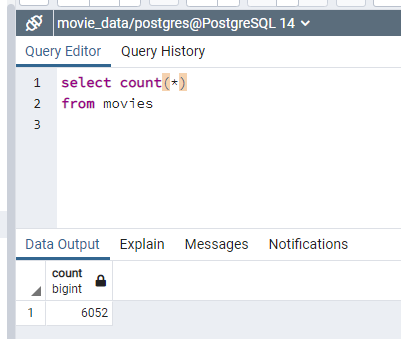 movie_data/postgres@PostgreSQL 14
Query Editor Query History
1 select count(*)
2 from movies
3
Data Output Explain Messages Notifications
count
bigint
1 6052